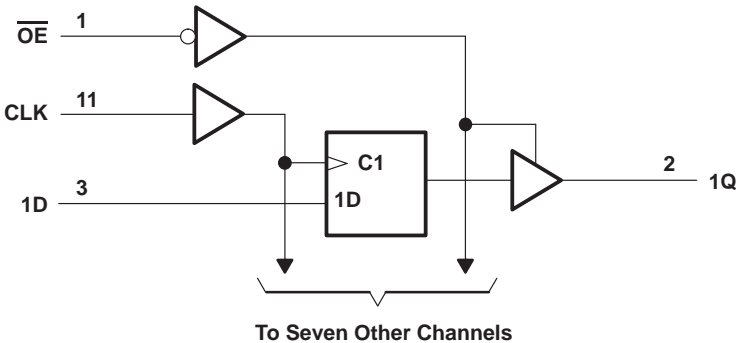 OE 1
CLK 11
C1
1D 3
1D
2 1Q
To Seven Other Channels